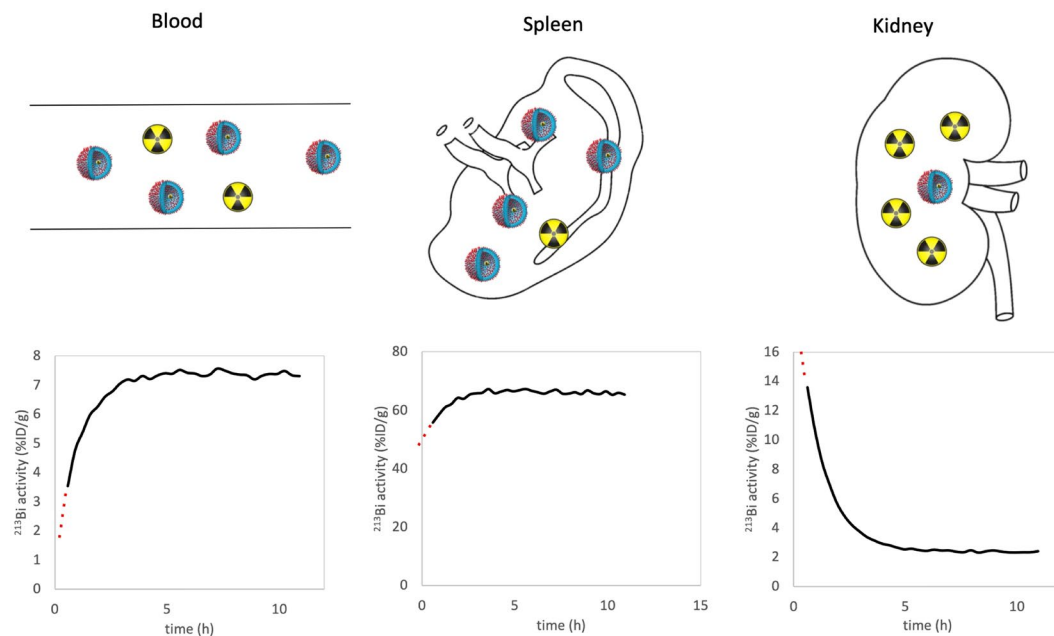 Blood
Spleen
Kidney
²¹³Bi activity (%ID/g)
8
7
6
5
4
3
2
1
0
0 5 10
time (h)
²¹³Bi activity (%ID/g)
80
60
40
20
0
0 5 10 15
time (h)
²¹³Bi activity (%ID/g)
16
14
12
10
8
6
4
2
0
0 5 10
time (h)